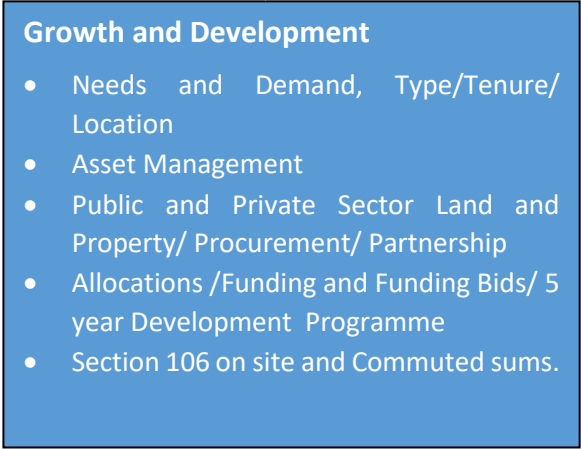 Growth and Development
• Needs and Demand, Type/Tenure/
Location
• Asset Management
• Public and Private Sector Land and
Property/ Procurement/ Partnership
• Allocations /Funding and Funding Bids/ 5
year Development Programme
• Section 106 on site and Commuted sums.